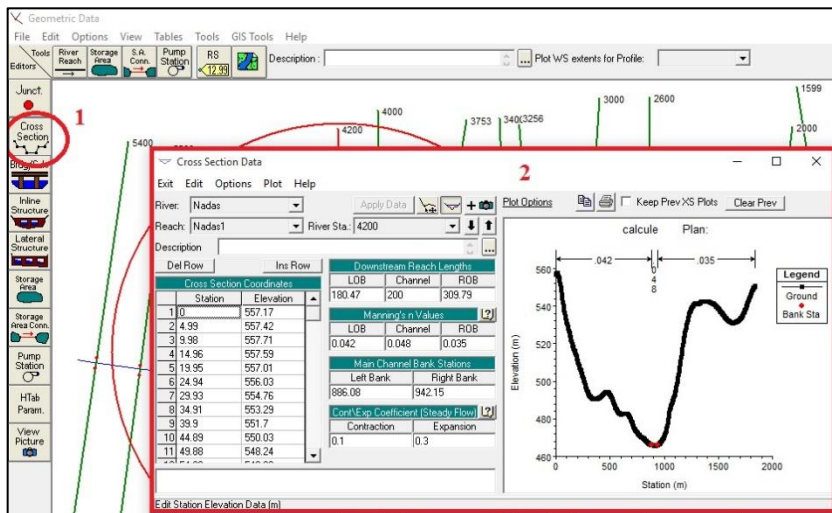 Geometric Data
File Edit Options View Tables Tools GIS Tools Help
Tools
Editors
River
Reach
Storage
Area
S.A.
Conn.
Pump
Station
RS
12.99
Description :
...
Plot WS extents for Profile:
Junct.
Cross
Section
1
Inline
Structure
Lateral
Structure
Storage
Area
Storage
Area Conn.
Pump
Station
HTab
Param.
View
Picture
5400
4200
4000
3753
3400
3256
3000
2600
1599
2000
2
Cross Section Data
Exit Edit Options Plot Help
River: Nadas
Apply Data
Plot Options
Keep Prev XS Plots
Clear Prev
Reach: Nadas1
River Sta.: 4200
Description
...
Del Row
Ins Row
Cross Section Coordinates
Station Elevation
1 0 557.17
2 4.99 557.42
3 9.98 557.71
4 14.96 557.59
5 19.95 557.01
6 24.94 556.03
7 29.93 554.76
8 34.91 553.29
9 39.9 551.7
10 44.89 550.03
11 49.88 548.24
Downstream Reach Lengths
LOB Channel ROB
180.47 200 309.79
Manning's n Values
LOB Channel ROB
0.042 0.048 0.035
Main Channel Bank Stations
Left Bank Right Bank
886.08 942.15
Cont\Exp Coefficient (Steady Flow)
Contraction Expansion
0.1 0.3
Edit Station Elevation Data (m)
calcule Plan:
.042
.048
.035
Legend
Ground
Bank Sta
Elevation (m)
560
540
520
500
480
460
0 500 1000 1500 2000
Station (m)